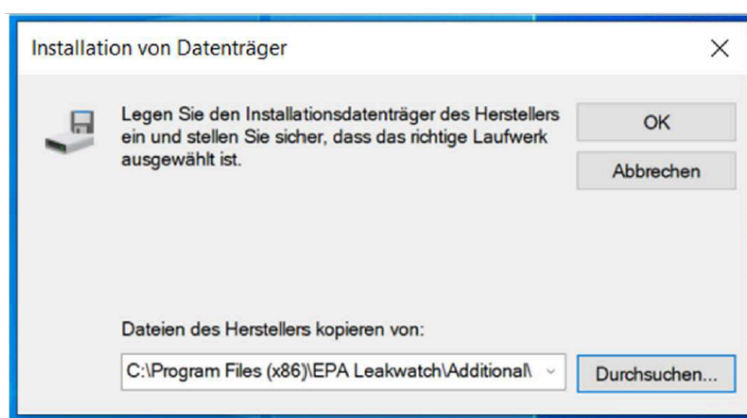 Installation von Datenträger
Legen Sie den Installationsdatenträger des Herstellers
ein und stellen Sie sicher, dass das richtige Laufwerk
ausgewählt ist.
OK
Abbrechen
Dateien des Herstellers kopieren von:
C:\Program Files (x86)\EPA Leakwatch\Additional\
Durchsuchen...